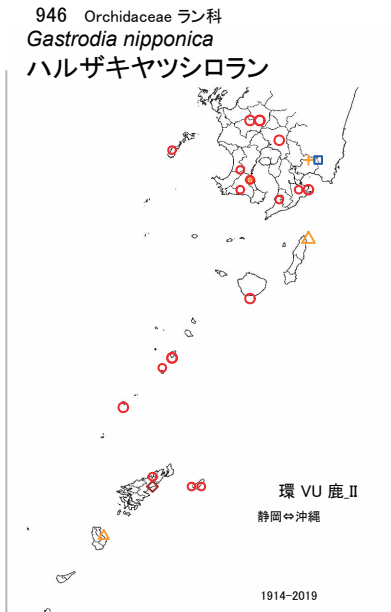 946 Orchidaceae ラン科
Gastrodia nipponica
ハルザキヤツシロラン
環 VU 鹿_II
静岡⇔沖縄
1914-2019